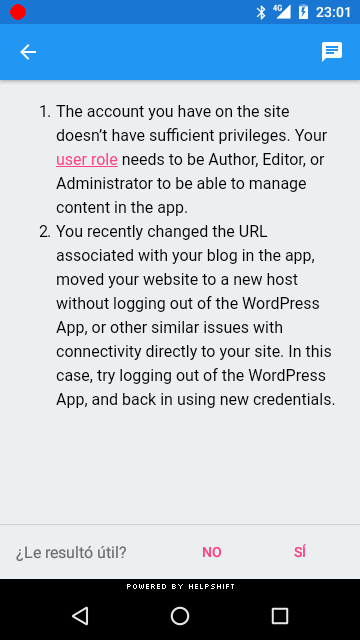 4G 23:01
1. The account you have on the site
doesn't have sufficient privileges. Your
user role needs to be Author, Editor, or
Administrator to be able to manage
content in the app.
2. You recently changed the URL
associated with your blog in the app,
moved your website to a new host
without logging out of the WordPress
App, or other similar issues with
connectivity directly to your site. In this
case, try logging out of the WordPress
App, and back in using new credentials.
¿Le resultó útil? NO SÍ
POWERED BY HELPSHIFT